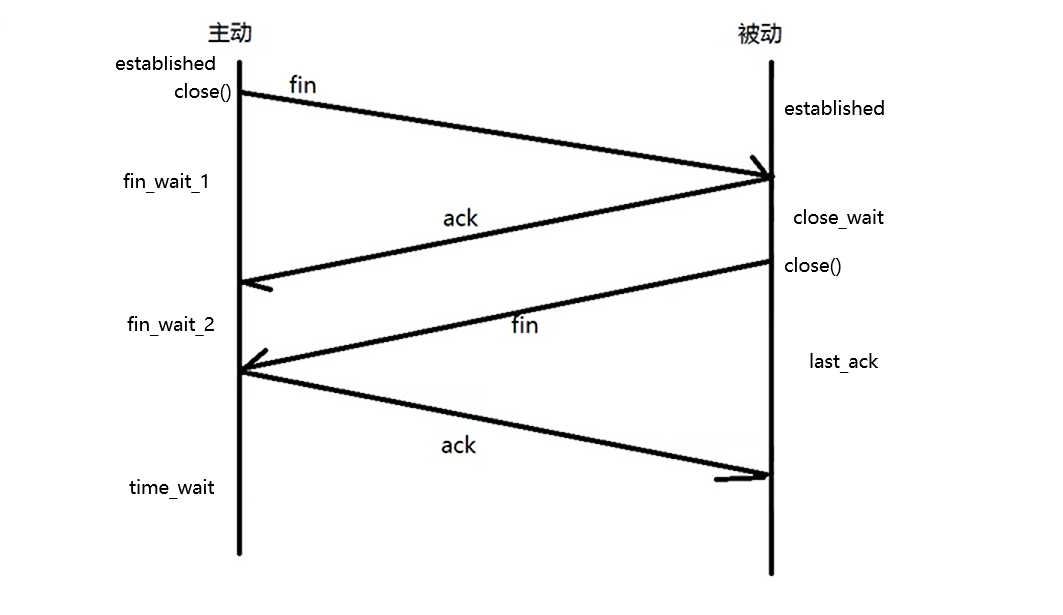 主动
被动
established
close()
fin
established
fin_wait_1
ack
close_wait
close()
fin_wait_2
fin
last_ack
ack
time_wait